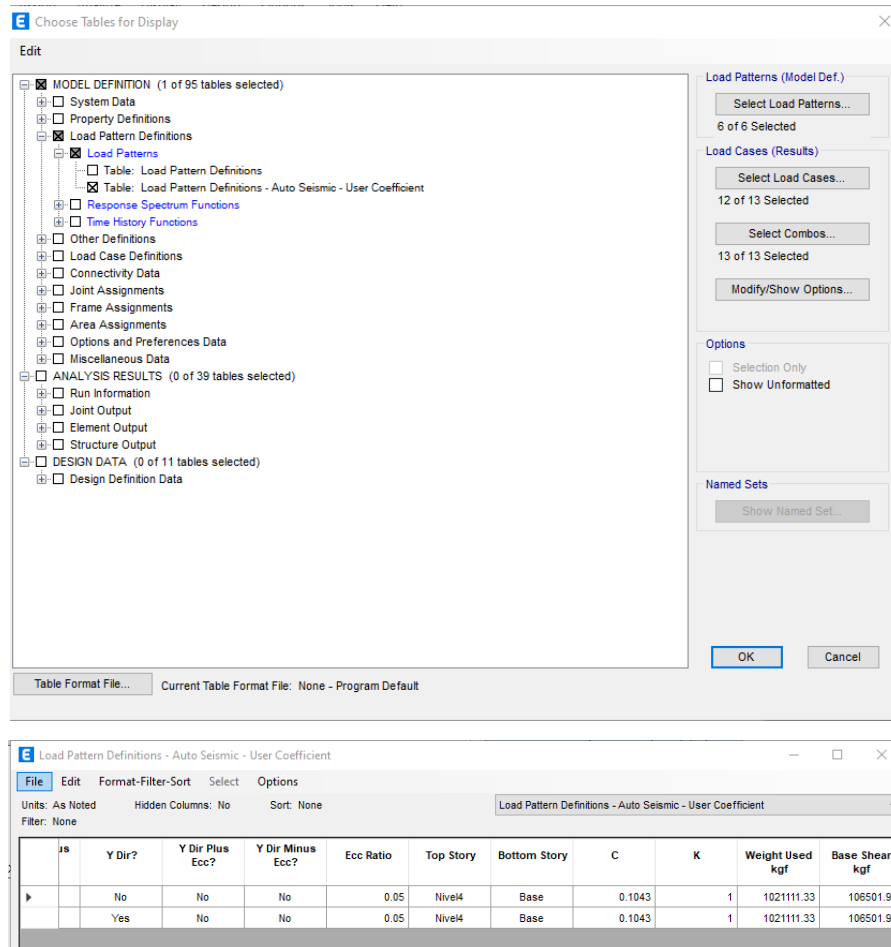 Choose Tables for Display
Edit
MODEL DEFINITION (1 of 95 tables selected)
System Data
Property Definitions
Load Pattern Definitions
Load Patterns
Table: Load Pattern Definitions
Table: Load Pattern Definitions - Auto Seismic - User Coefficient
Response Spectrum Functions
Time History Functions
Other Definitions
Load Case Definitions
Connectivity Data
Joint Assignments
Frame Assignments
Area Assignments
Options and Preferences Data
Miscellaneous Data
ANALYSIS RESULTS (0 of 39 tables selected)
Run Information
Joint Output
Element Output
Structure Output
DESIGN DATA (0 of 11 tables selected)
Design Definition Data
Load Patterns (Model Def.)
Select Load Patterns...
6 of 6 Selected
Load Cases (Results)
Select Load Cases...
12 of 13 Selected
Select Combos...
13 of 13 Selected
Modify/Show Options...
Options
Selection Only
Show Unformatted
Named Sets
Show Named Set...
OK Cancel
Table Format File... Current Table Format File: None - Program Default
Load Pattern Definitions - Auto Seismic - User Coefficient
File Edit Format-Filter-Sort Select Options
Units: As Noted Hidden Columns: No Sort: None Load Pattern Definitions - Auto Seismic - User Coefficient
Filter: None
us Y Dir? Y Dir Plus Ecc? Y Dir Minus Ecc? Ecc Ratio Top Story Bottom Story C K Weight Used kgf Base Shear kgf
No No No 0.05 Nivel4 Base 0.1043 1 1021111.33 106501.9
Yes No No 0.05 Nivel4 Base 0.1043 1 1021111.33 106501.9